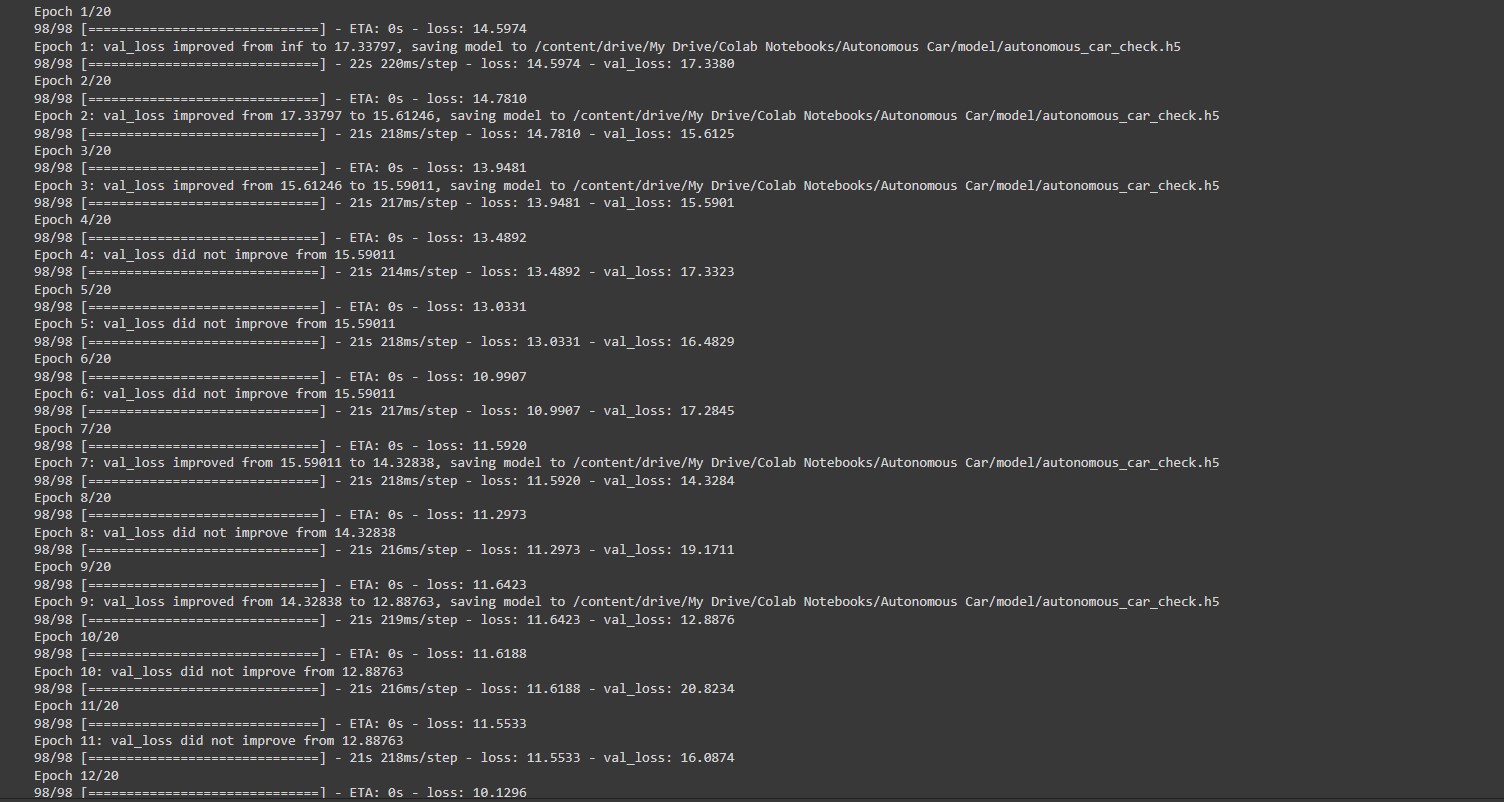 Epoch 1/20
98/98 [==============================] - ETA: 0s - loss: 14.5974
Epoch 1: val_loss improved from inf to 17.33797, saving model to /content/drive/My Drive/Colab Notebooks/Autonomous Car/model/autonomous_car_check.h5
98/98 [==============================] - 22s 220ms/step - loss: 14.5974 - val_loss: 17.3380
Epoch 2/20
98/98 [==============================] - ETA: 0s - loss: 14.7810
Epoch 2: val_loss improved from 17.33797 to 15.61246, saving model to /content/drive/My Drive/Colab Notebooks/Autonomous Car/model/autonomous_car_check.h5
98/98 [==============================] - 21s 218ms/step - loss: 14.7810 - val_loss: 15.6125
Epoch 3/20
98/98 [==============================] - ETA: 0s - loss: 13.9481
Epoch 3: val_loss improved from 15.61246 to 15.59011, saving model to /content/drive/My Drive/Colab Notebooks/Autonomous Car/model/autonomous_car_check.h5
98/98 [==============================] - 21s 217ms/step - loss: 13.9481 - val_loss: 15.5901
Epoch 4/20
98/98 [==============================] - ETA: 0s - loss: 13.4892
Epoch 4: val_loss did not improve from 15.59011
98/98 [==============================] - 21s 214ms/step - loss: 13.4892 - val_loss: 17.3323
Epoch 5/20
98/98 [==============================] - ETA: 0s - loss: 13.0331
Epoch 5: val_loss did not improve from 15.59011
98/98 [==============================] - 21s 218ms/step - loss: 13.0331 - val_loss: 16.4829
Epoch 6/20
98/98 [==============================] - ETA: 0s - loss: 10.9907
Epoch 6: val_loss did not improve from 15.59011
98/98 [==============================] - 21s 217ms/step - loss: 10.9907 - val_loss: 17.2845
Epoch 7/20
98/98 [==============================] - ETA: 0s - loss: 11.5920
Epoch 7: val_loss improved from 15.59011 to 14.32838, saving model to /content/drive/My Drive/Colab Notebooks/Autonomous Car/model/autonomous_car_check.h5
98/98 [==============================] - 21s 218ms/step - loss: 11.5920 - val_loss: 14.3284
Epoch 8/20
98/98 [==============================] - ETA: 0s - loss: 11.2973
Epoch 8: val_loss did not improve from 14.32838
98/98 [==============================] - 21s 216ms/step - loss: 11.2973 - val_loss: 19.1711
Epoch 9/20
98/98 [==============================] - ETA: 0s - loss: 11.6423
Epoch 9: val_loss improved from 14.32838 to 12.88763, saving model to /content/drive/My Drive/Colab Notebooks/Autonomous Car/model/autonomous_car_check.h5
98/98 [==============================] - 21s 219ms/step - loss: 11.6423 - val_loss: 12.8876
Epoch 10/20
98/98 [==============================] - ETA: 0s - loss: 11.6188
Epoch 10: val_loss did not improve from 12.88763
98/98 [==============================] - 21s 216ms/step - loss: 11.6188 - val_loss: 20.8234
Epoch 11/20
98/98 [==============================] - ETA: 0s - loss: 11.5533
Epoch 11: val_loss did not improve from 12.88763
98/98 [==============================] - 21s 218ms/step - loss: 11.5533 - val_loss: 16.0874
Epoch 12/20
98/98 [==============================] - ETA: 0s - loss: 10.1296